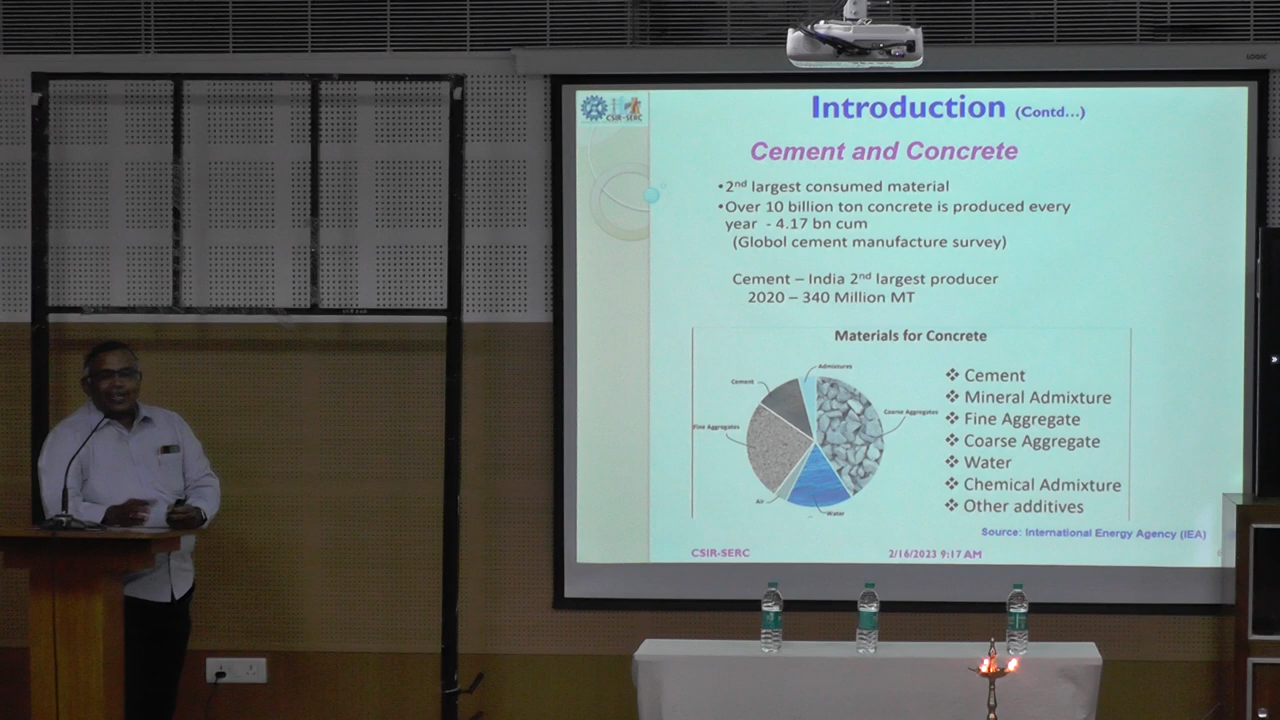 LOGIC
CSIR-SERC
Introduction (Contd...)
Cement and Concrete
•2nd largest consumed material
•Over 10 billion ton concrete is produced every
year - 4.17 bn cum
(Global cement manufacture survey)
Cement – India 2nd largest producer
2020 – 340 Million MT
Materials for Concrete
Admixtures
Cement
Coarse Aggregates
Fine Aggregates
Air
Water
❖ Cement
❖ Mineral Admixture
❖ Fine Aggregate
❖ Coarse Aggregate
❖ Water
❖ Chemical Admixture
❖ Other additives
Source: International Energy Agency (IEA)
CSIR-SERC
2/16/2023 9:17 AM